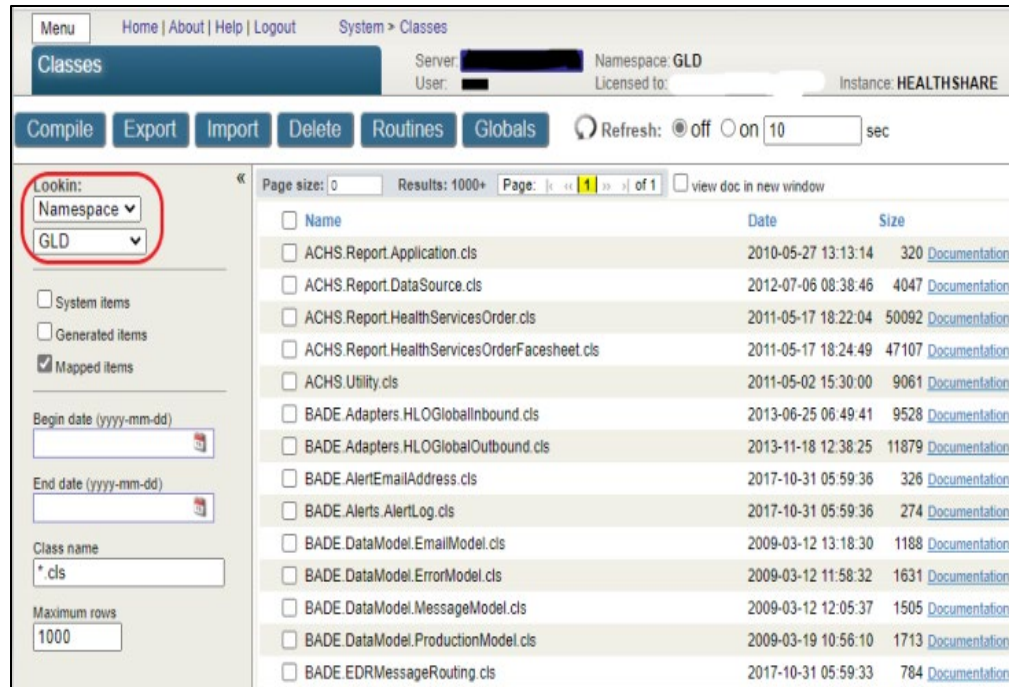 Menu Home | About | Help | Logout System > Classes
Classes Server: Namespace: GLD
User: Licensed to: Instance: HEALTHSHARE
Compile Export Import Delete Routines Globals Refresh: off on 10 sec
Lookin: « Page size: 0 Results: 1000+ Page: |< << 1 >> >| of 1 view doc in new window
Namespace Name Date Size
GLD ACHS.Report.Application.cls 2010-05-27 13:13:14 320 Documentation
ACHS.Report.DataSource.cls 2012-07-06 08:38:46 4047 Documentation
System items ACHS.Report.HealthServicesOrder.cls 2011-05-17 18:22:04 50092 Documentation
Generated items ACHS.Report.HealthServicesOrderFacesheet.cls 2011-05-17 18:24:49 47107 Documentation
Mapped items ACHS.Utility.cls 2011-05-02 15:30:00 9061 Documentation
BADE.Adapters.HLOGlobalInbound.cls 2013-06-25 06:49:41 9528 Documentation
Begin date (yyyy-mm-dd) BADE.Adapters.HLOGlobalOutbound.cls 2013-11-18 12:38:25 11879 Documentation
BADE.AlertEmailAddress.cls 2017-10-31 05:59:36 326 Documentation
End date (yyyy-mm-dd) BADE.Alerts.AlertLog.cls 2017-10-31 05:59:36 274 Documentation
Class name BADE.DataModel.EmailModel.cls 2009-03-12 13:18:30 1188 Documentation
*.cls BADE.DataModel.ErrorModel.cls 2009-03-12 11:58:32 1631 Documentation
Maximum rows BADE.DataModel.MessageModel.cls 2009-03-12 12:05:37 1505 Documentation
1000 BADE.DataModel.ProductionModel.cls 2009-03-19 10:56:10 1713 Documentation
BADE.EDRMessageRouting.cls 2017-10-31 05:59:33 784 Documentation